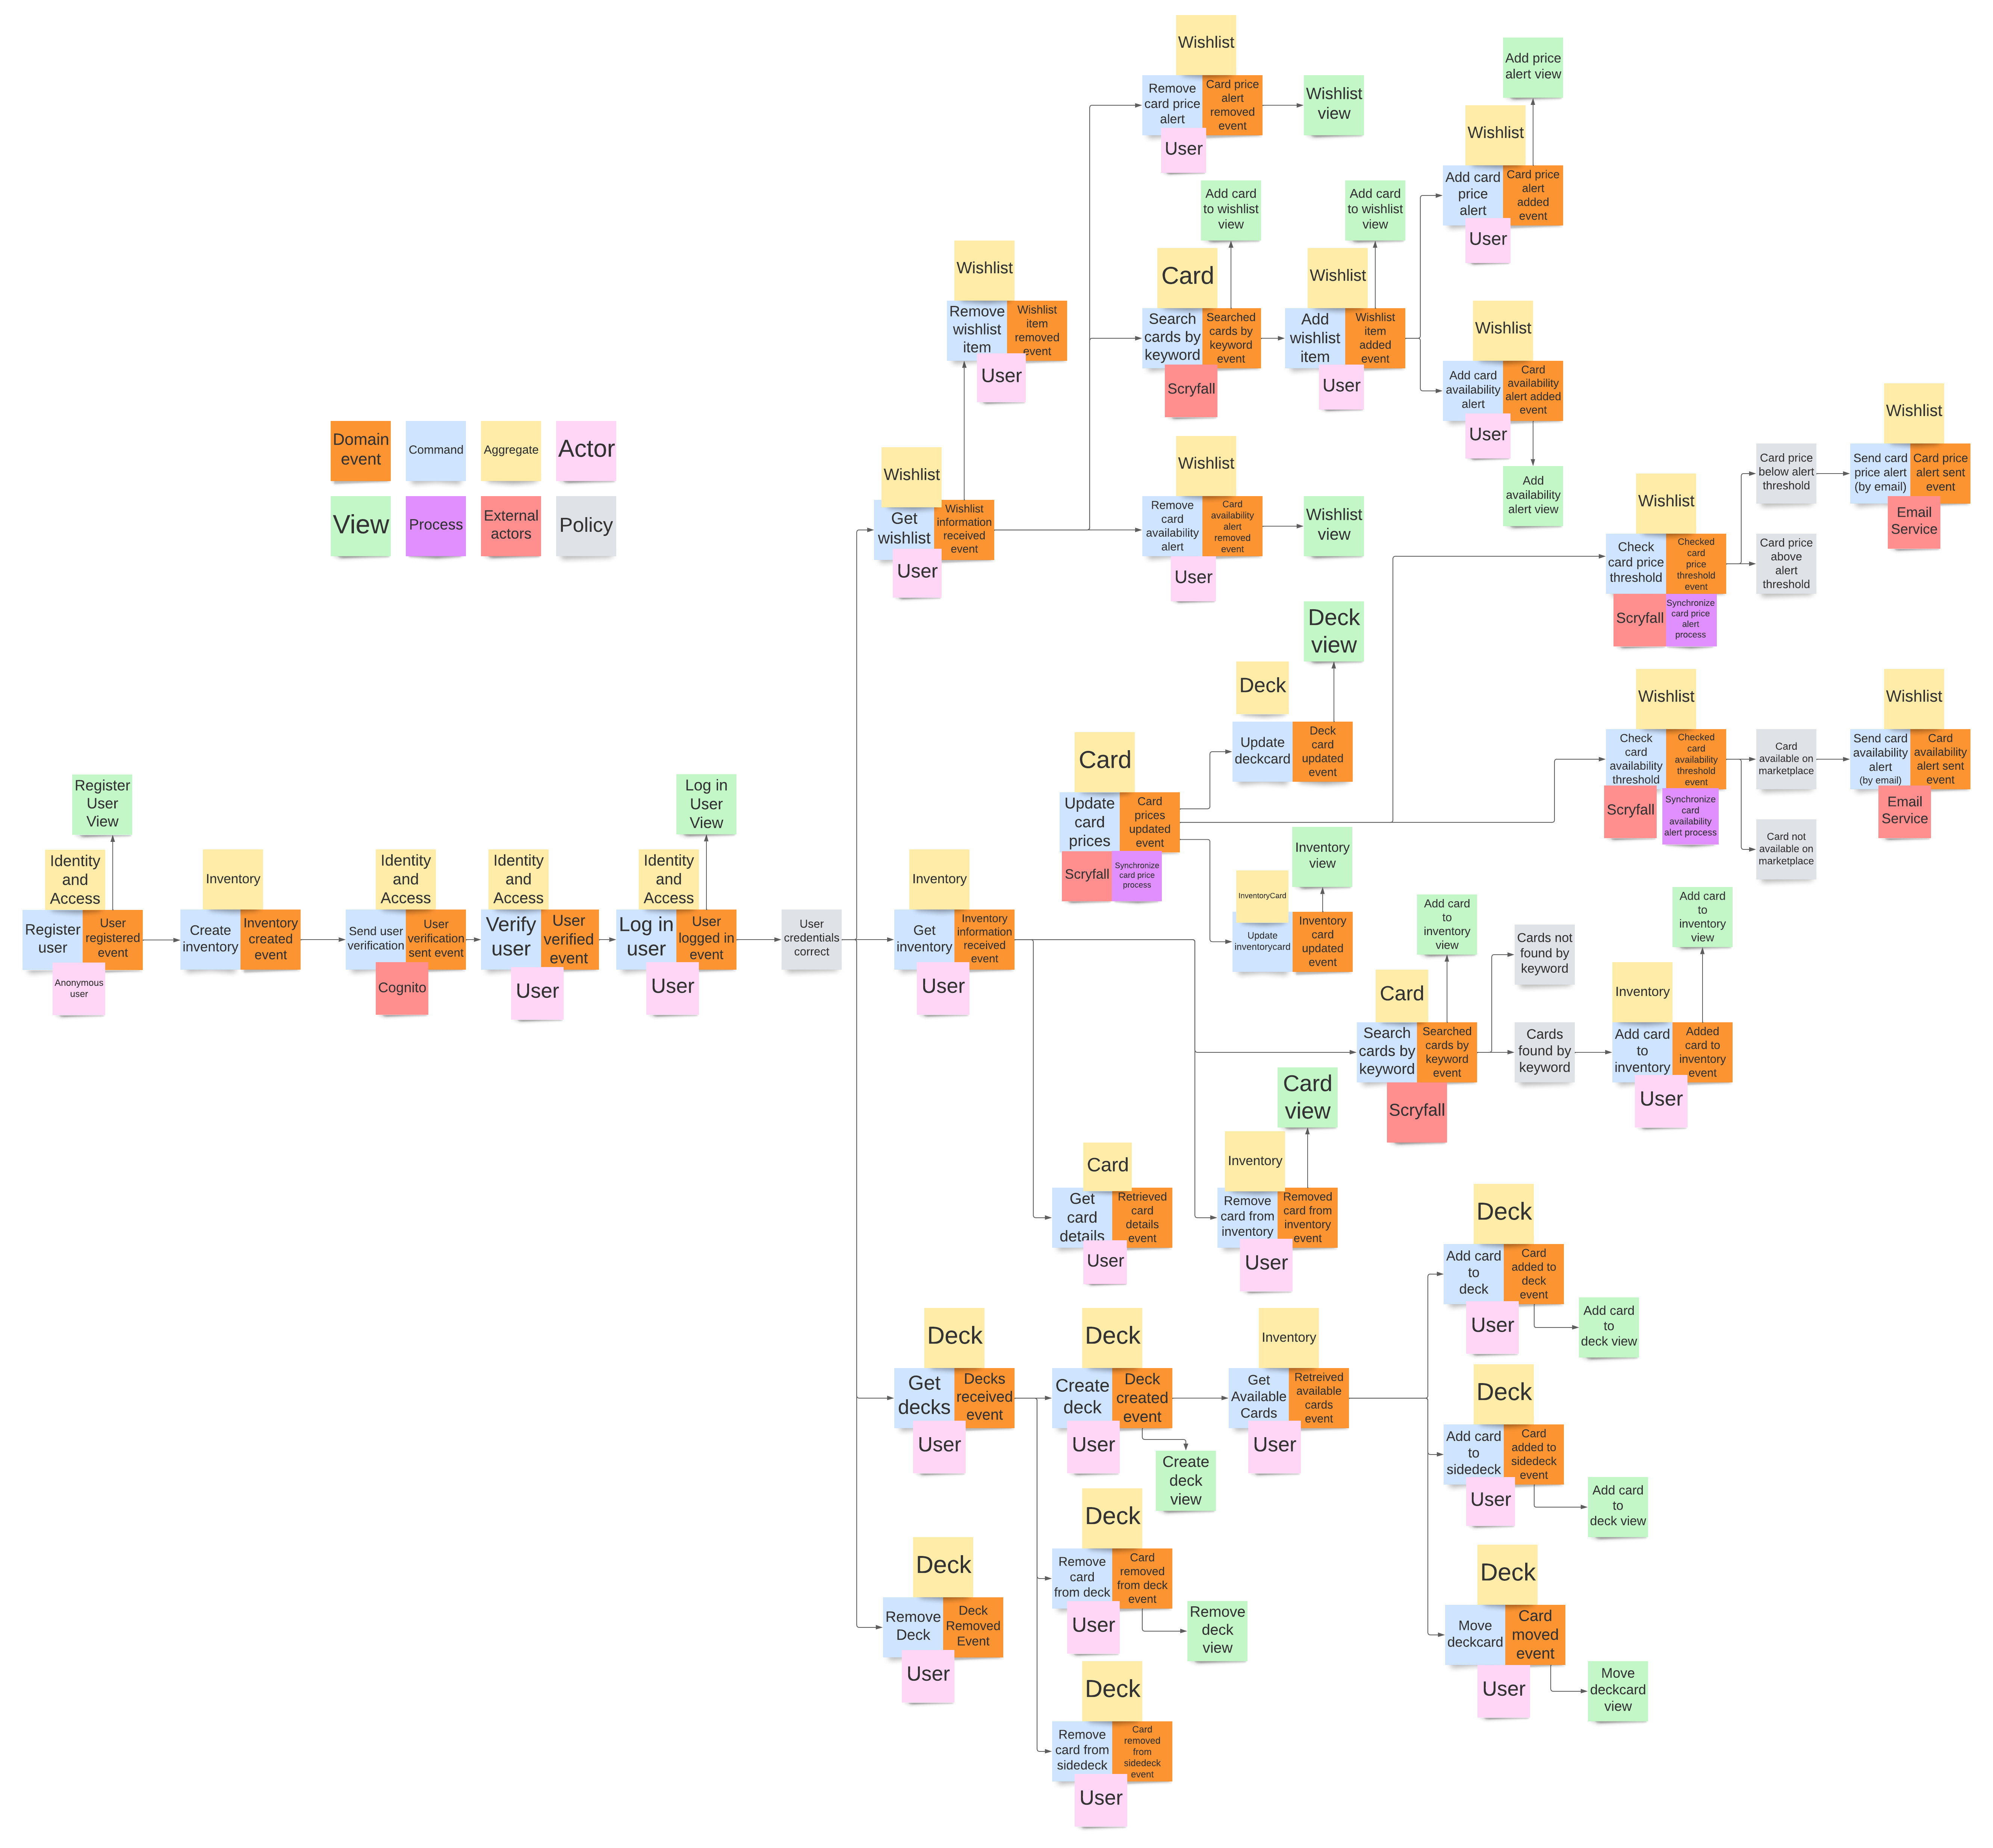 Wishlist
Remove
card price
alert
Card price
alert
removed
event
User
Wishlist
view
Add price
alert view
Wishlist
Add card
price
alert
Card price
alert
added
event
User
Add card
to wishlist
view
Card
Search
cards by
keyword
Searched
cards by
keyword
event
Scryfall
Add card
to wishlist
view
Wishlist
Add
wishlist
item
Wishlist
item
added
event
User
Wishlist
Remove
wishlist
item
Wishlist
item
removed
event
User
Wishlist
Add card
availability
alert
Card
availability
alert added
event
User
Add
availability
alert view
Domain
event
Command
Aggregate
Actor
View
Process
External
actors
Policy
Wishlist
Get
wishlist
Wishlist
information
received
event
User
Wishlist
Remove
card
availability
alert
Card
availability
alert
removed
event
User
Wishlist
view
Wishlist
Check
card price
threshold
Checked
card
price
threshold
event
Scryfall
Synchronize
card price
alert
process
Card price
below alert
threshold
Card price
above
alert
threshold
Wishlist
Send card
price alert
(by email)
Card price
alert sent
event
Email
Service
Deck
view
Deck
Update
deckcard
Deck
card
updated
event
Card
Update
card
prices
Card
prices
updated
event
Scryfall
Synchronize
card price
process
Inventory
view
InventoryCard
Update
inventorycard
Inventory
card
updated
event
Wishlist
Check
card
availability
threshold
Checked
card
availability
threshold
event
Scryfall
Synchronize
card
availability
alert process
Card
available on
marketplace
Card not
available on
marketplace
Wishlist
Send card
availability
alert
(by email)
Card
availability
alert sent
event
Email
Service
Register
User
View
Identity
and
Access
Register
user
User
registered
event
Anonymous
user
Inventory
Create
inventory
Inventory
created
event
Identity
and
Access
Send user
verification
User
verification
sent event
Cognito
Identity
and
Access
Verify
user
User
verified
event
User
Log in
User
View
Identity
and
Access
Log in
user
User
logged in
event
User
User
credentials
correct
Inventory
Get
inventory
Inventory
information
received
event
User
Add card
to
inventory
view
Card
Search
cards by
keyword
Searched
cards by
keyword
event
Scryfall
Cards not
found by
keyword
Cards
found by
keyword
Add card
to
inventory
view
Inventory
Add card
to
inventory
Added
card to
inventory
event
User
Card
Get
card
details
Retrieved
card
details
event
User
Card
view
Inventory
Remove
card from
inventory
Removed
card from
inventory
event
User
Deck
Get
decks
Decks
received
event
User
Deck
Create
deck
Deck
created
event
User
Create
deck
view
Inventory
Get
Available
Cards
Retreived
available
cards
event
User
Deck
Add card
to
deck
Card
added to
deck
event
User
Add card
to
deck view
Deck
Add card
to
sidedeck
Card
added to
sidedeck
event
User
Add card
to
deck view
Deck
Move
deckcard
Card
moved
event
User
Move
deckcard
view
Deck
Remove
Deck
Deck
Removed
Event
User
Deck
Remove
card
from deck
Card
removed
from deck
event
User
Remove
deck
view
Deck
Remove
card from
sidedeck
Card
removed
from
sidedeck
event
User